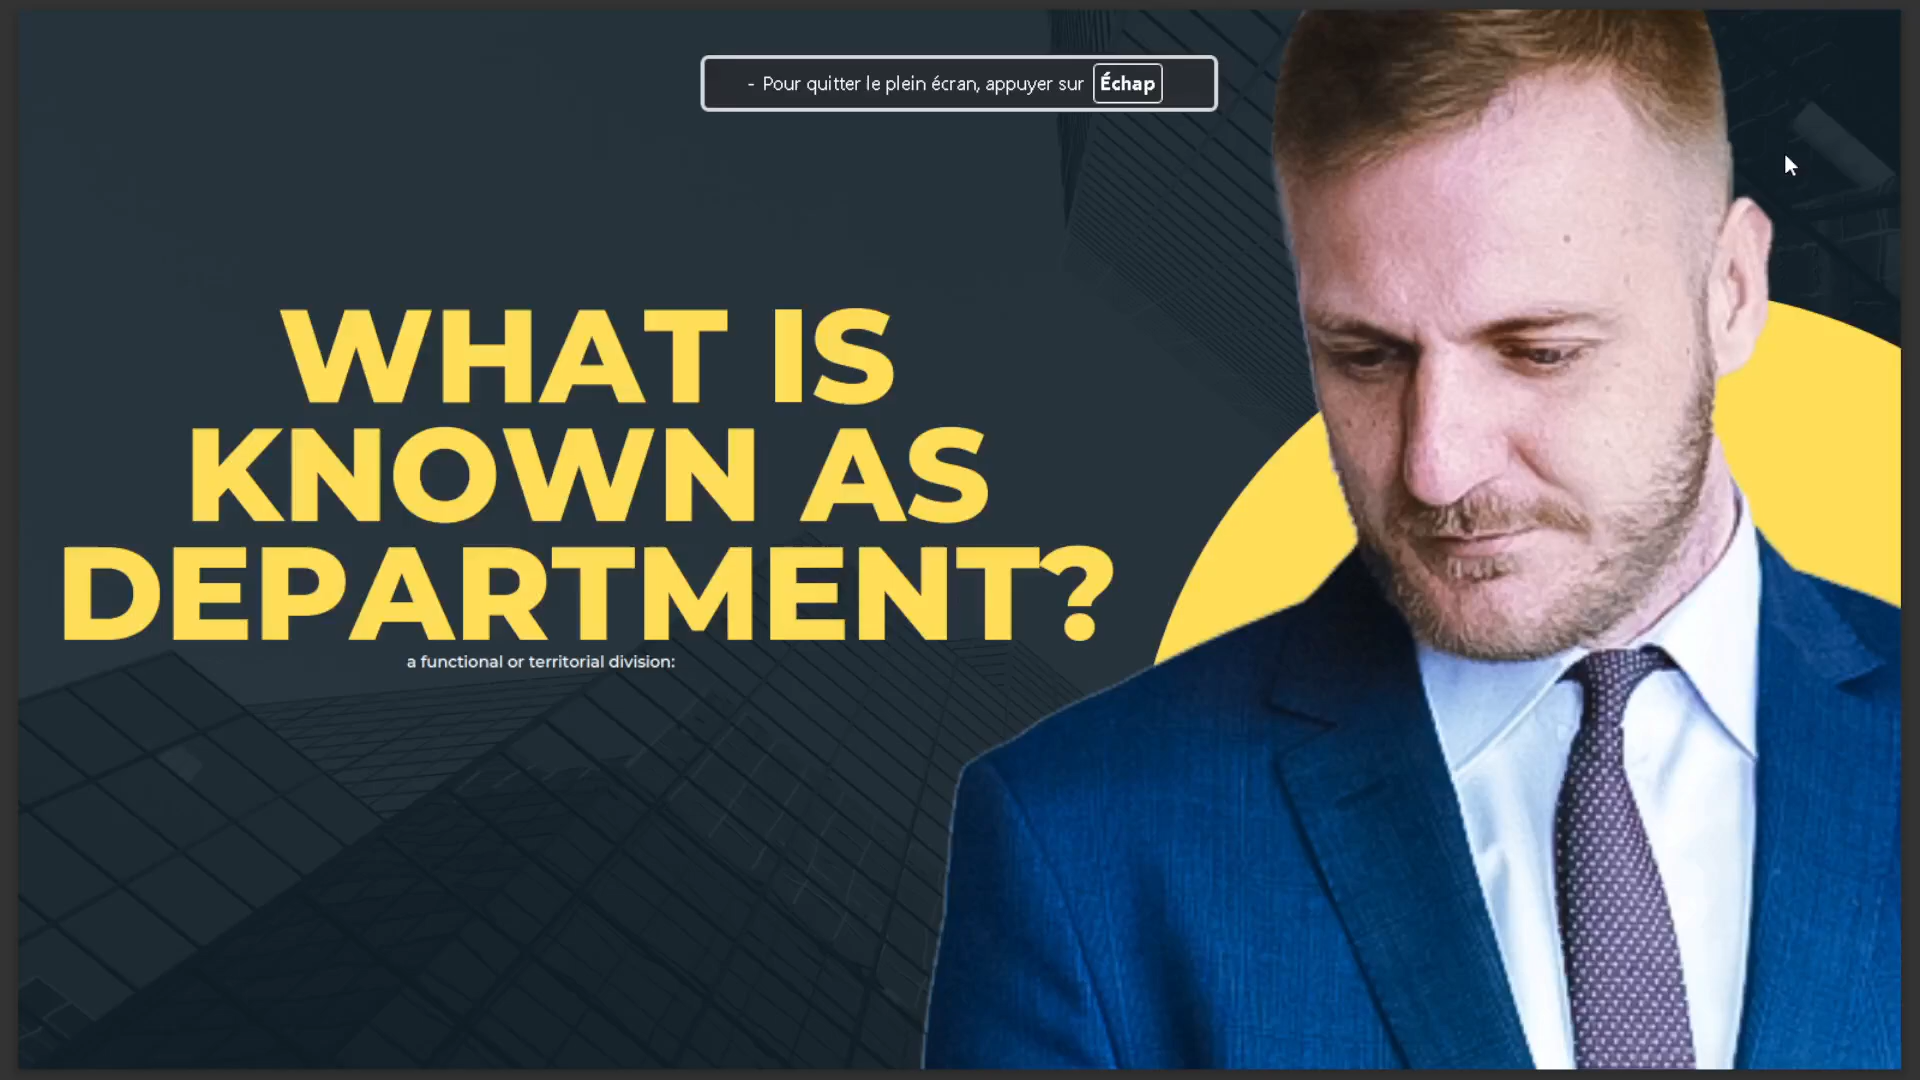 - Pour quitter le plein écran, appuyer sur Échap
WHAT IS
KNOWN AS
DEPARTMENT?
a functional or territorial division: